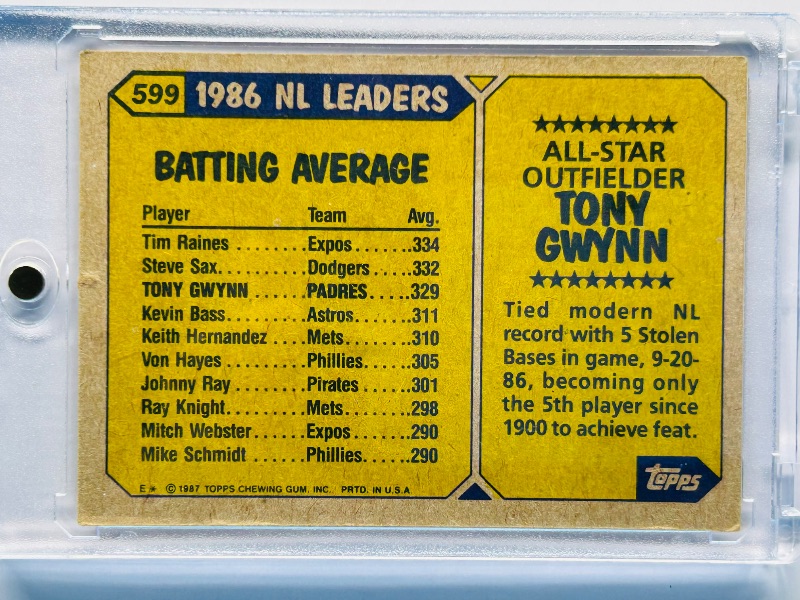 599 1986 NL LEADERS
BATTING AVERAGE
Player Team Avg.
Tim Raines ........Expos.......334
Steve Sax..........Dodgers....332
TONY GWYNN ......PADRES.....329
Kevin Bass.........Astros......311
Keith Hernandez ....Mets........310
Von Hayes .........Phillies.....305
Johnny Ray ........Pirates.....301
Ray Knight.........Mets........298
Mitch Webster......Expos.......290
Mike Schmidt ......Phillies.....290
E* © 1987 TOPPS CHEWING GUM, INC. PRTD. IN U.S.A
★★★★★★★★
ALL-STAR
OUTFIELDER
TONY
GWYNN
★★★★★★★★
Tied modern NL
record with 5 Stolen
Bases in game, 9-20-
86, becoming only
the 5th player since
1900 to achieve feat.
topps